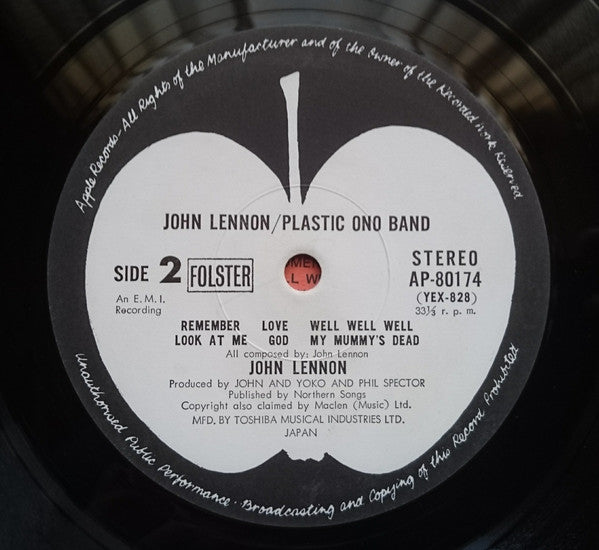 Apple Records-All Rights of the Manufacturer and of the Owner of the Recorded Work Reserved
JOHN LENNON/PLASTIC ONO BAND
SIDE 2 FOLSTER
An E. M. I.
Recording
STEREO
AP-80174
(YEX-828)
33⅓ r. p. m.
REMEMBER LOVE WELL WELL WELL
LOOK AT ME GOD MY MUMMY'S DEAD
All composed by: John Lennon
JOHN LENNON
Produced by JOHN AND YOKO AND PHIL SPECTOR
Published by Northern Songs
Copyright also claimed by Maclen (Music) Ltd.
MFD. BY TOSHIBA MUSICAL INDUSTRIES LTD.
JAPAN
Unauthorised Public Performance · Broadcasting and Copying of this Record Prohibited